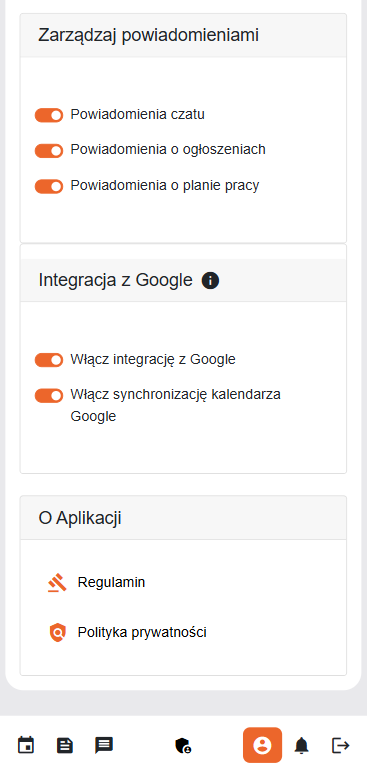 Zarządzaj powiadomieniami
Powiadomienia czatu
Powiadomienia o ogłoszeniach
Powiadomienia o planie pracy
Integracja z Google
Włącz integrację z Google
Włącz synchronizację kalendarza
Google
O Aplikacji
Regulamin
Polityka prywatności